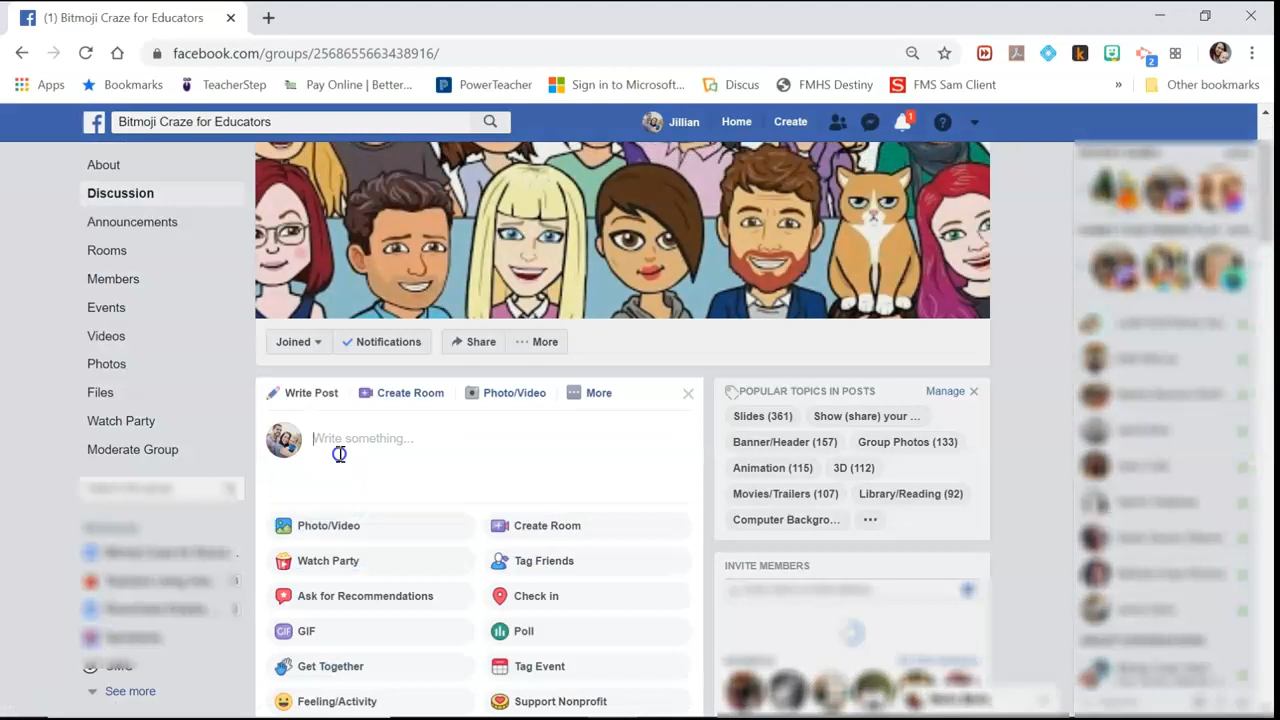 (1) Bitmoji Craze for Educators
facebook.com/groups/2568655663438916/
2
Apps Bookmarks TeacherStep Pay Online | Better... PowerTeacher Sign in to Microsoft... Discus FMHS Destiny FMS Sam Client » Other bookmarks
Bitmoji Craze for Educators
Jillian Home Create 1
About
Discussion
Announcements
Rooms
Members
Events
Videos
Photos
Files
Watch Party
Moderate Group
See more
Joined Notifications Share ... More
Write Post Create Room Photo/Video More
Write something...
Photo/Video Create Room
Watch Party Tag Friends
Ask for Recommendations Check in
GIF GIF Poll
Get Together Tag Event
Feeling/Activity Support Nonprofit
POPULAR TOPICS IN POSTS Manage
Slides (361) Show (share) your ...
Banner/Header (157) Group Photos (133)
Animation (115) 3D (112)
Movies/Trailers (107) Library/Reading (92)
Computer Backgro... ...
INVITE MEMBERS